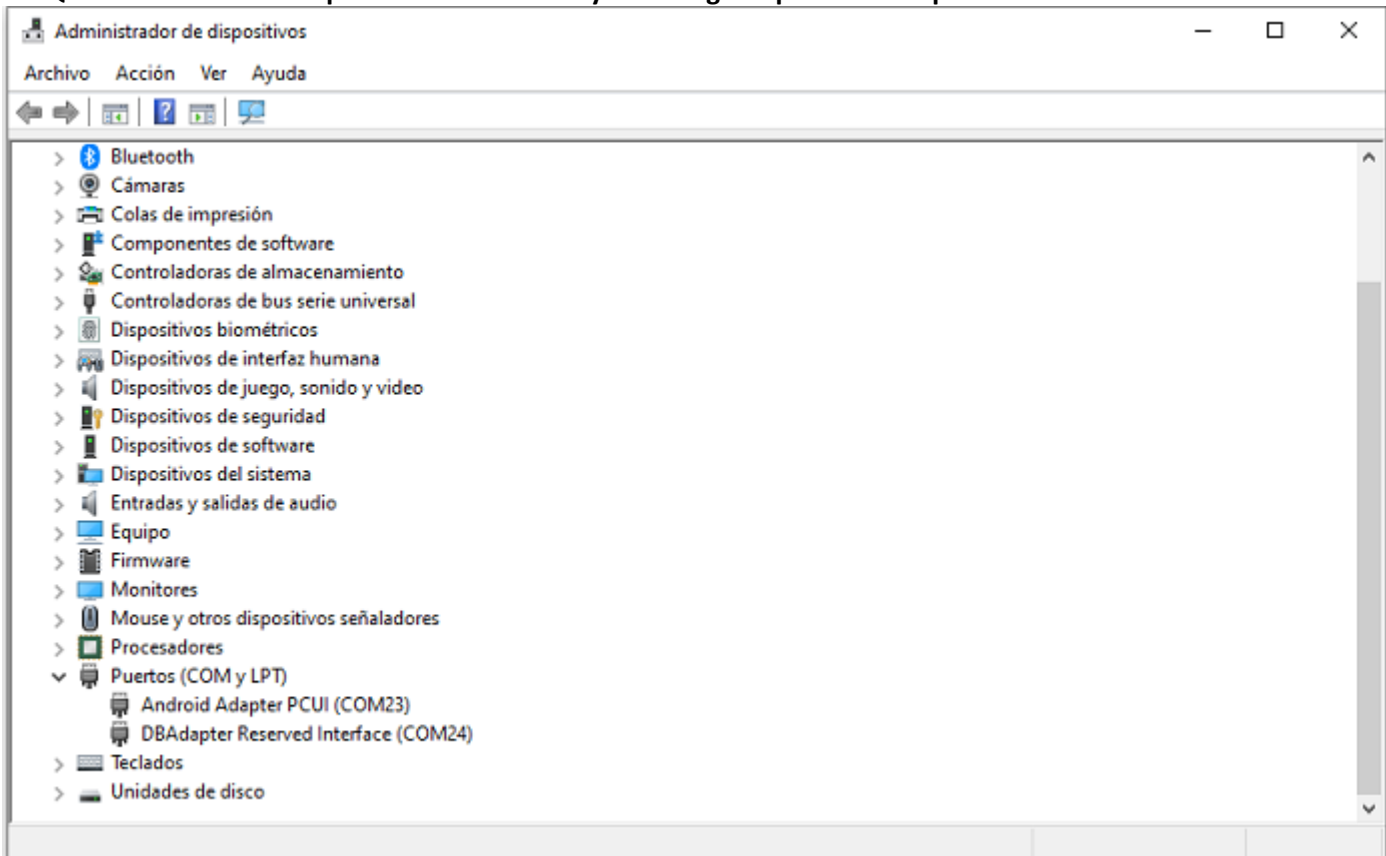 Administrador de dispositivos
Archivo Acción Ver Ayuda
Bluetooth
Cámaras
Colas de impresión
Componentes de software
Controladoras de almacenamiento
Controladoras de bus serie universal
Dispositivos biométricos
Dispositivos de interfaz humana
Dispositivos de juego, sonido y video
Dispositivos de seguridad
Dispositivos de software
Dispositivos del sistema
Entradas y salidas de audio
Equipo
Firmware
Monitores
Mouse y otros dispositivos señaladores
Procesadores
Puertos (COM y LPT)
Android Adapter PCUI (COM23)
DBAdapter Reserved Interface (COM24)
Teclados
Unidades de disco